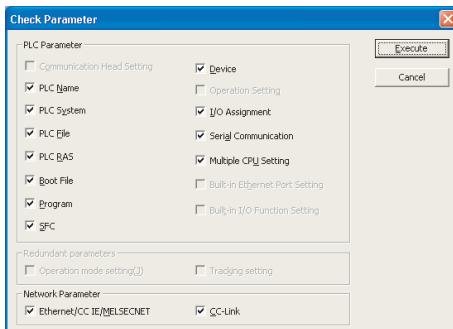 Check Parameter
PLC Parameter
Communication Head Setting
PLC Name
PLC System
PLC File
PLC RAS
Boot File
Program
SFC
Device
Operation Setting
I/O Assignment
Serial Communication
Multiple CPU Setting
Built-in Ethernet Port Setting
Built-in I/O Function Setting
Execute
Cancel
Redundant parameters
Operation mode setting(J)
Tracking setting
Network Parameter
Ethernet/CC IE/MELSECNET
CC-Link